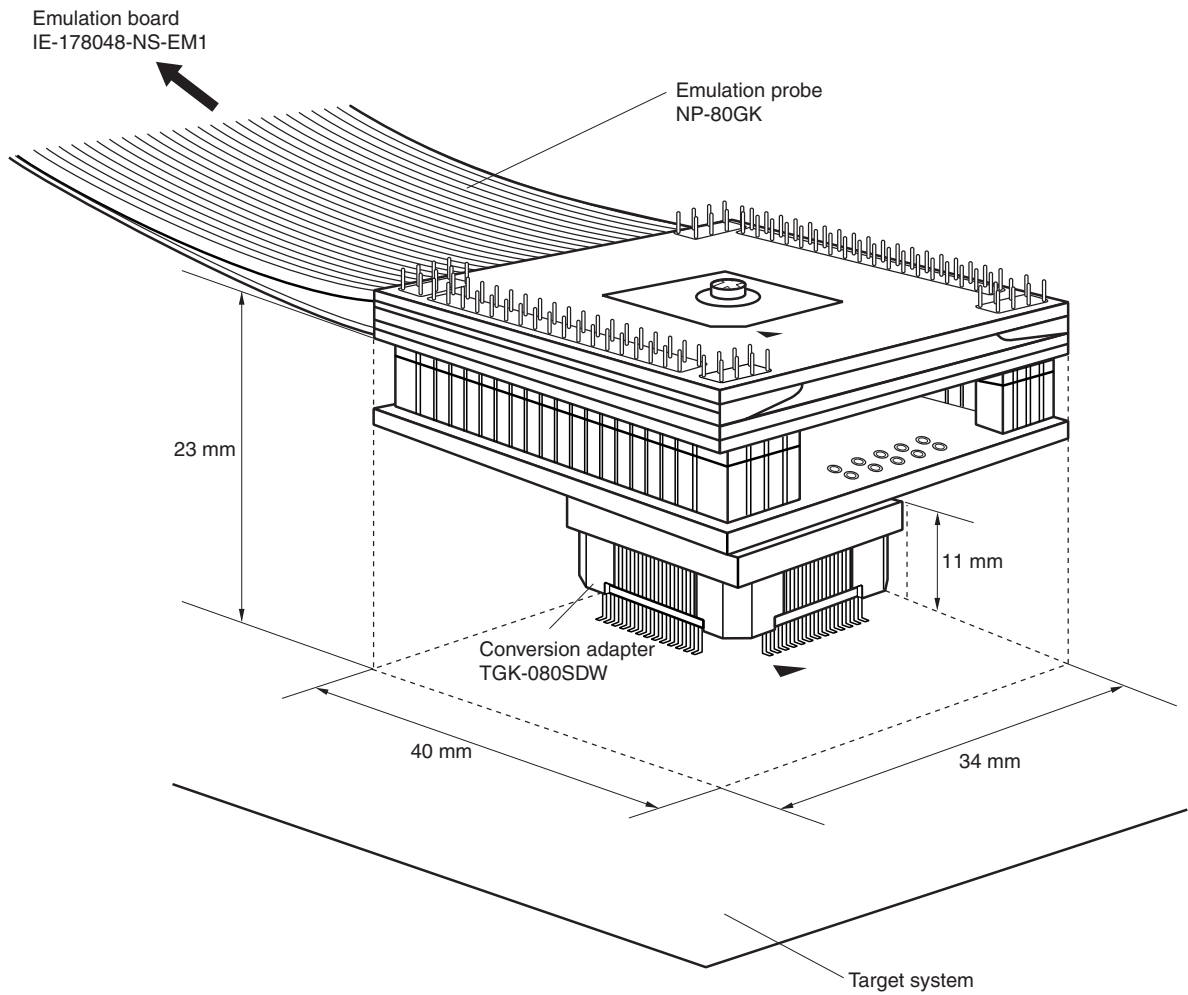 Emulation board
IE-178048-NS-EM1
Emulation probe
NP-80GK
23 mm
11 mm
Conversion adapter
TGK-080SDW
40 mm
34 mm
Target system